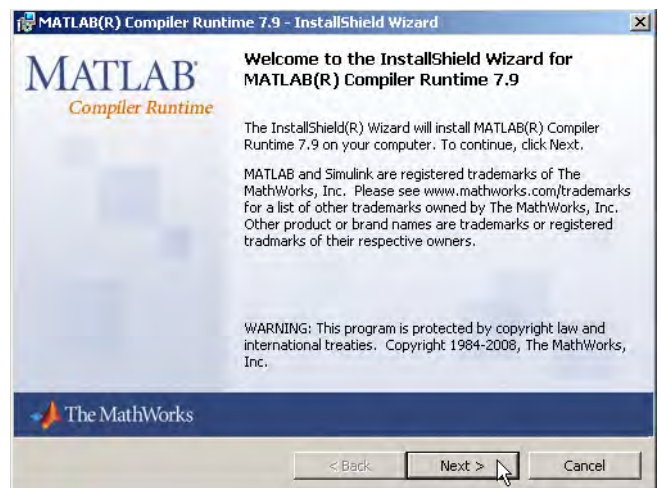 MATLAB(R) Compiler Runtime 7.9 - InstallShield Wizard
MATLAB®
Compiler Runtime
Welcome to the InstallShield Wizard for
MATLAB(R) Compiler Runtime 7.9
The InstallShield(R) Wizard will install MATLAB(R) Compiler
Runtime 7.9 on your computer. To continue, click Next.
MATLAB and Simulink are registered trademarks of The
MathWorks, Inc. Please see www.mathworks.com/trademarks
for a list of other trademarks owned by The MathWorks, Inc.
Other product or brand names are trademarks or registered
tradmarks of their respective owners.
WARNING: This program is protected by copyright law and
international treaties. Copyright 1984-2008, The MathWorks,
Inc.
The MathWorks
< Back
Next >
Cancel